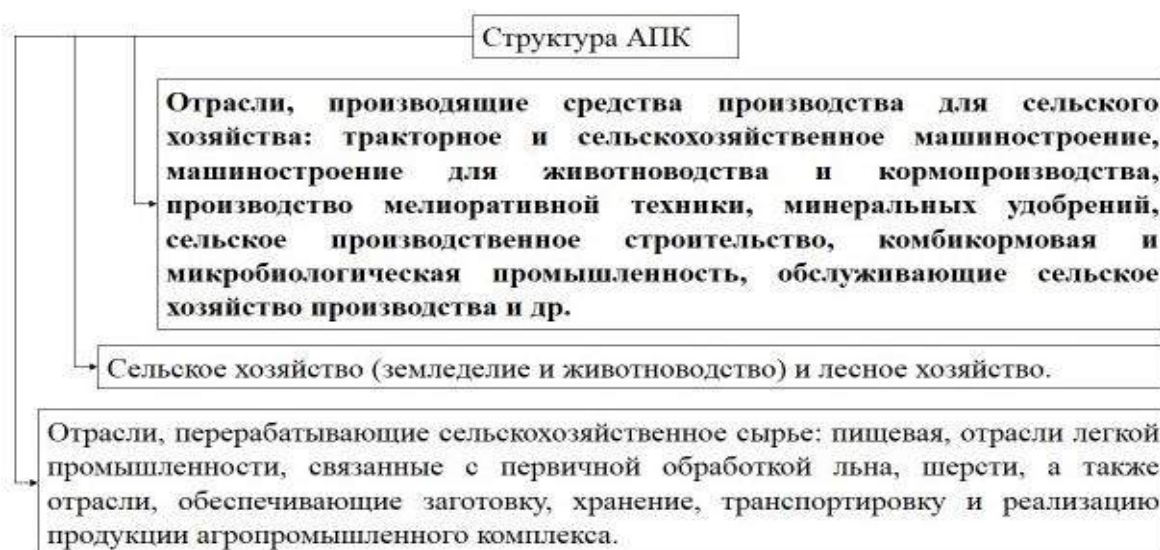 Структура АПК
Отрасли, производящие средства производства для сельского
хозяйства: тракторное и сельскохозяйственное машиностроение,
машиностроение для животноводства и кормопроизводства,
производство мелиоративной техники, минеральных удобрений,
сельское производственное строительство, комбикормовая и
микробиологическая промышленность, обслуживающие сельское
хозяйство производства и др.
Сельское хозяйство (земледелие и животноводство) и лесное хозяйство.
Отрасли, перерабатывающие сельскохозяйственное сырье: пищевая, отрасли легкой
промышленности, связанные с первичной обработкой льна, шерсти, а также
отрасли, обеспечивающие заготовку, хранение, транспортировку и реализацию
продукции агропромышленного комплекса.